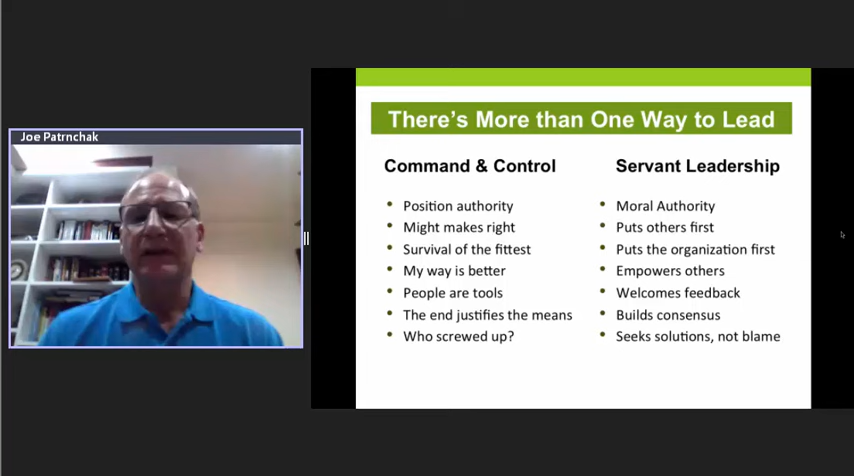 Joe Patrnchak
There's More than One Way to Lead
Command & Control
Position authority
Might makes right
Survival of the fittest
My way is better
People are tools
The end justifies the means
Who screwed up?
Servant Leadership
Moral Authority
Puts others first
Puts the organization first
Empowers others
Welcomes feedback
Builds consensus
Seeks solutions, not blame